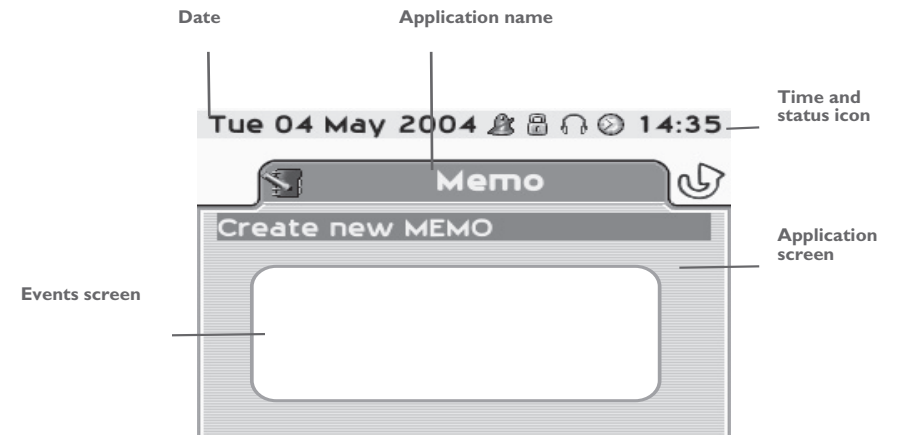 Date
Application name
Time and
status icon
Tue 04 May 2004 14:35
Memo
Create new MEMO
Application
screen
Events screen